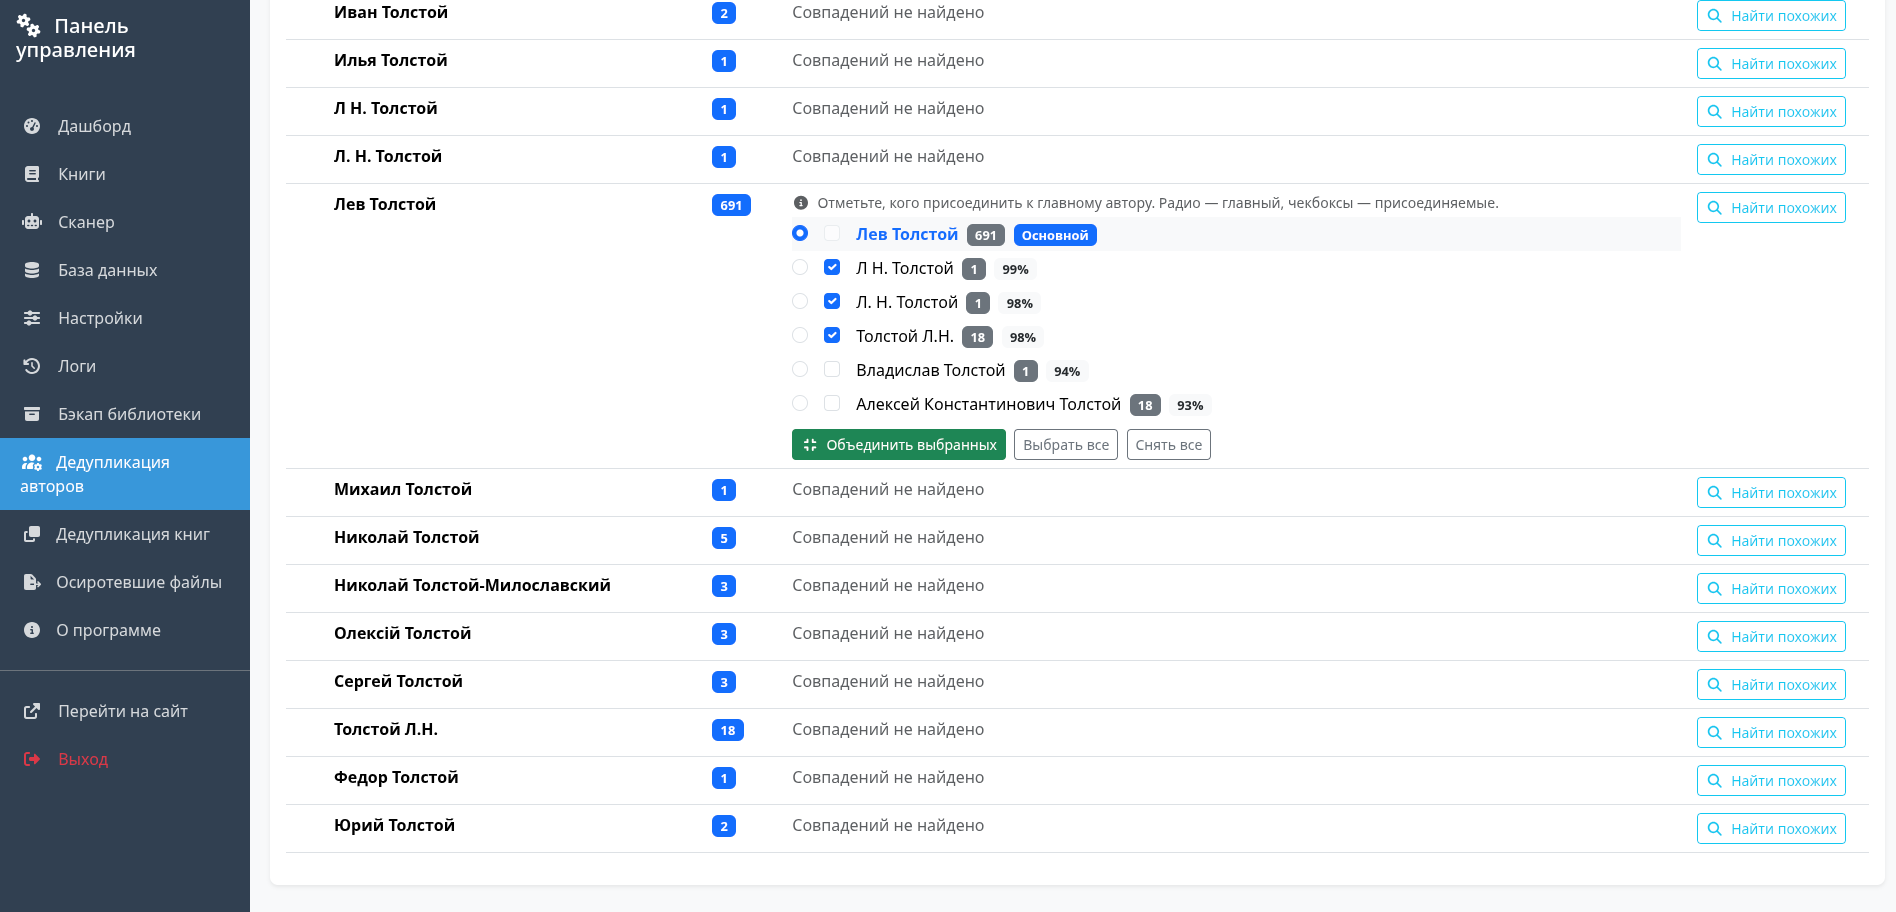 Панель
управления
Дашборд
Книги
Сканер
База данных
Настройки
Логи
Бэкап библиотеки
Дедупликация
авторов
Дедупликация книг
Осиротевшие файлы
О программе
Перейти на сайт
Выход
Иван Толстой 2 Совпадений не найдено Найти похожих
Илья Толстой 1 Совпадений не найдено Найти похожих
Л Н. Толстой 1 Совпадений не найдено Найти похожих
Л. Н. Толстой 1 Совпадений не найдено Найти похожих
Лев Толстой 691 Отметьте, кого присоединить к главному автору. Радио — главный, чекбоксы — присоединяемые. Найти похожих
Лев Толстой 691 Основной
Л Н. Толстой 1 99%
Л. Н. Толстой 1 98%
Толстой Л.Н. 18 98%
Владислав Толстой 1 94%
Алексей Константинович Толстой 18 93%
Объединить выбранных Выбрать все Снять все
Михаил Толстой 1 Совпадений не найдено Найти похожих
Николай Толстой 5 Совпадений не найдено Найти похожих
Николай Толстой-Милославский 3 Совпадений не найдено Найти похожих
Олексій Толстой 3 Совпадений не найдено Найти похожих
Сергей Толстой 3 Совпадений не найдено Найти похожих
Толстой Л.Н. 18 Совпадений не найдено Найти похожих
Федор Толстой 1 Совпадений не найдено Найти похожих
Юрий Толстой 2 Совпадений не найдено Найти похожих